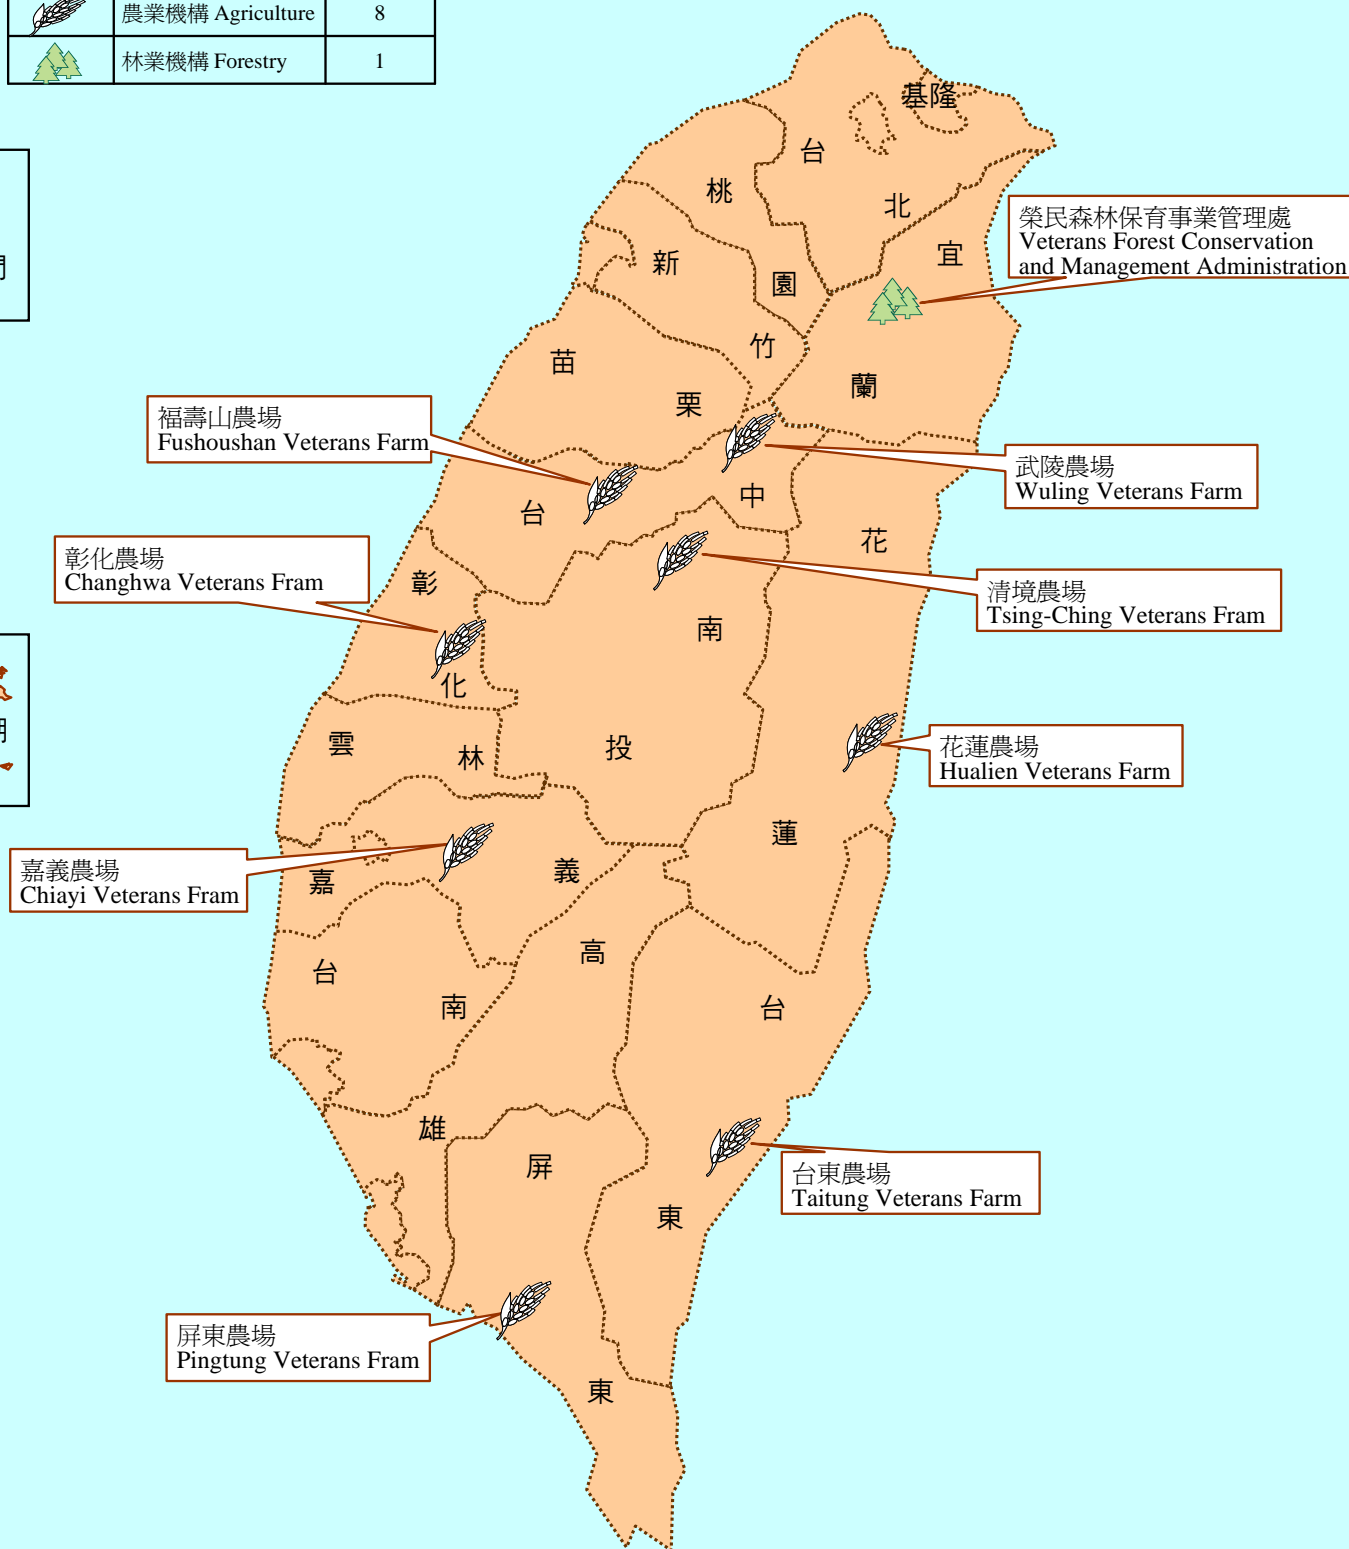 農業機構 Agriculture 8
林業機構 Forestry 1
基隆
台
北
桃
園
榮民森林保育事業管理處
Veterans Forest Conservation
and Management Administration
宜
蘭
新
竹
苗
栗
福壽山農場
Fushoushan Veterans Farm
武陵農場
Wuling Veterans Farm
台
中
花
蓮
彰化農場
Changhwa Veterans Fram
彰
化
清境農場
Tsing-Ching Veterans Fram
南
投
雲
林
花蓮農場
Hualien Veterans Farm
嘉義農場
Chiayi Veterans Fram
嘉
義
高
雄
台
南
台
東
屏
東
台東農場
Taitung Veterans Farm
屏東農場
Pingtung Veterans Fram